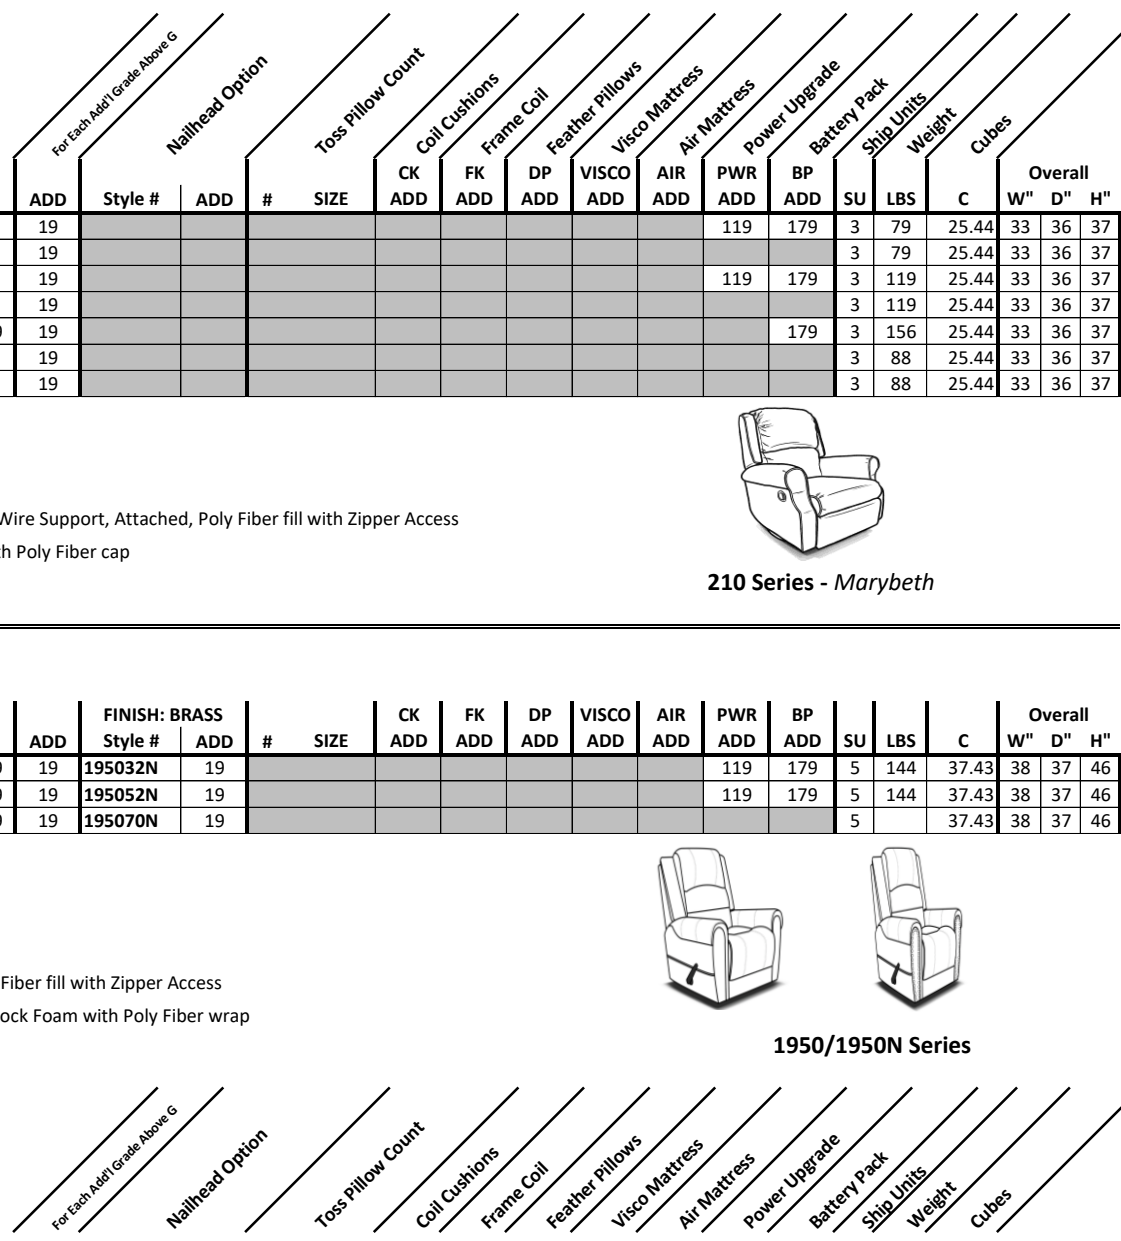 For Each Add'l Grade Above G
Nailhead Option
Toss Pillow Count
Coil Cushions
Frame Coil
Feather Pillows
Visco Mattress
Air Mattress
Power Upgrade
Battery Pack
Ship Units
Weight
Cubes
CK FK DP VISCO AIR PWR BP Overall
ADD Style # ADD # SIZE ADD ADD ADD ADD ADD ADD ADD SU LBS C W" D" H"
19 119 179 3 79 25.44 33 36 37
19 3 79 25.44 33 36 37
19 119 179 3 119 25.44 33 36 37
19 3 119 25.44 33 36 37
19 179 3 156 25.44 33 36 37
19 3 88 25.44 33 36 37
19 3 88 25.44 33 36 37
Wire Support, Attached, Poly Fiber fill with Zipper Access
th Poly Fiber cap
210 Series - Marybeth
FINISH: BRASS CK FK DP VISCO AIR PWR BP Overall
ADD Style # ADD # SIZE ADD ADD ADD ADD ADD ADD ADD SU LBS C W" D" H"
19 195032N 19 119 179 5 144 37.43 38 37 46
19 195052N 19 119 179 5 144 37.43 38 37 46
19 195070N 19 5 37.43 38 37 46
Fiber fill with Zipper Access
ock Foam with Poly Fiber wrap
1950/1950N Series
For Each Add'l Grade Above G
Nailhead Option
Toss Pillow Count
Coil Cushions
Frame Coil
Feather Pillows
Visco Mattress
Air Mattress
Power Upgrade
Battery Pack
Ship Units
Weight
Cubes